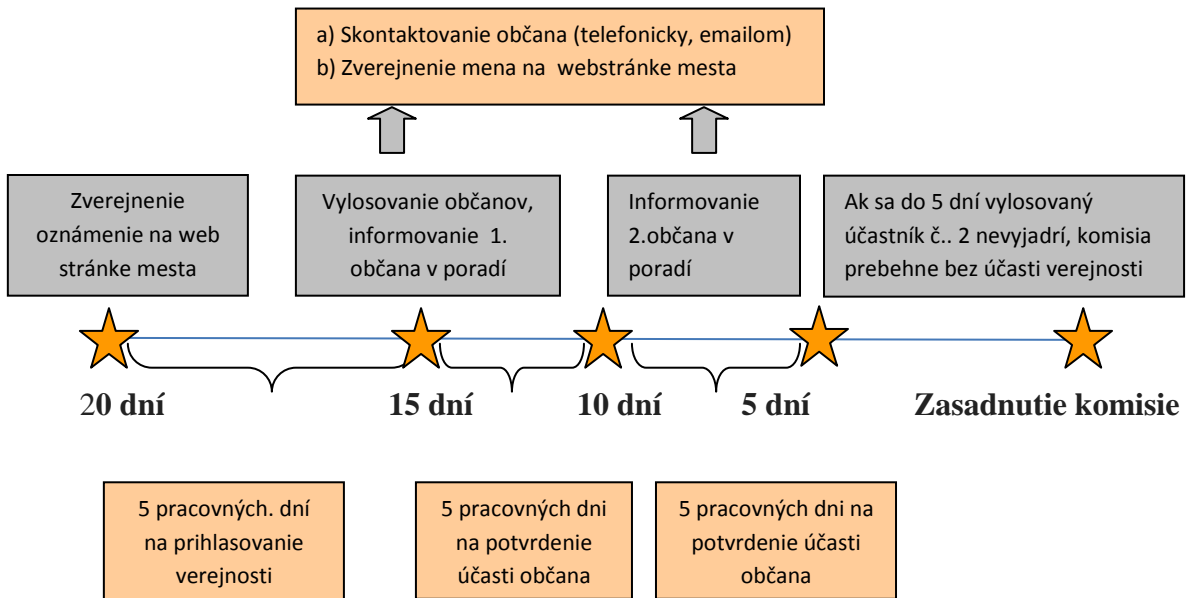 a) Skontaktovanie občana (telefonicky, emailom)
b) Zverejnenie mena na webstránke mesta
Zverejnenie
oznámenie na web
stránke mesta
Vylosovanie občanov,
informovanie 1.
občana v poradí
Informovanie
2.občana v
poradí
Ak sa do 5 dní vylosovaný
účastník č.. 2 nevyjadrí, komisia
prebehne bez účasti verejnosti
20 dní
15 dní
10 dní
5 dní
Zasadnutie komisie
5 pracovných. dní
na prihlasovanie
verejnosti
5 pracovných dni
na potvrdenie
účasti občana
5 pracovných dni na
potvrdenie účasti
občana